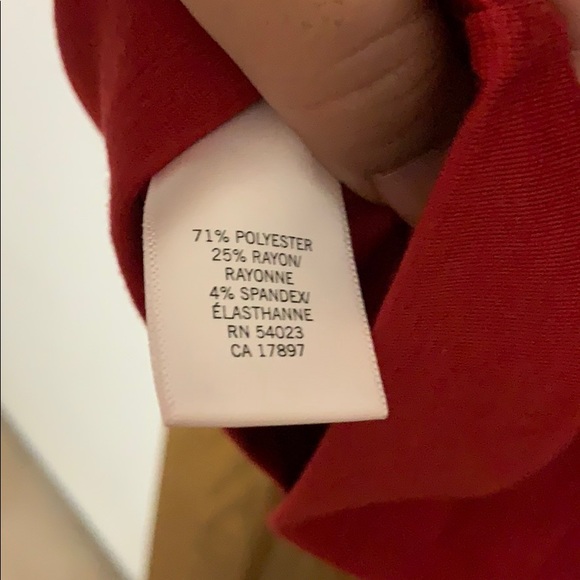 71% POLYESTER
25% RAYON/
RAYONNE
4% SPANDEX/
ÉLASTHANNE
RN 54023
CA 17897